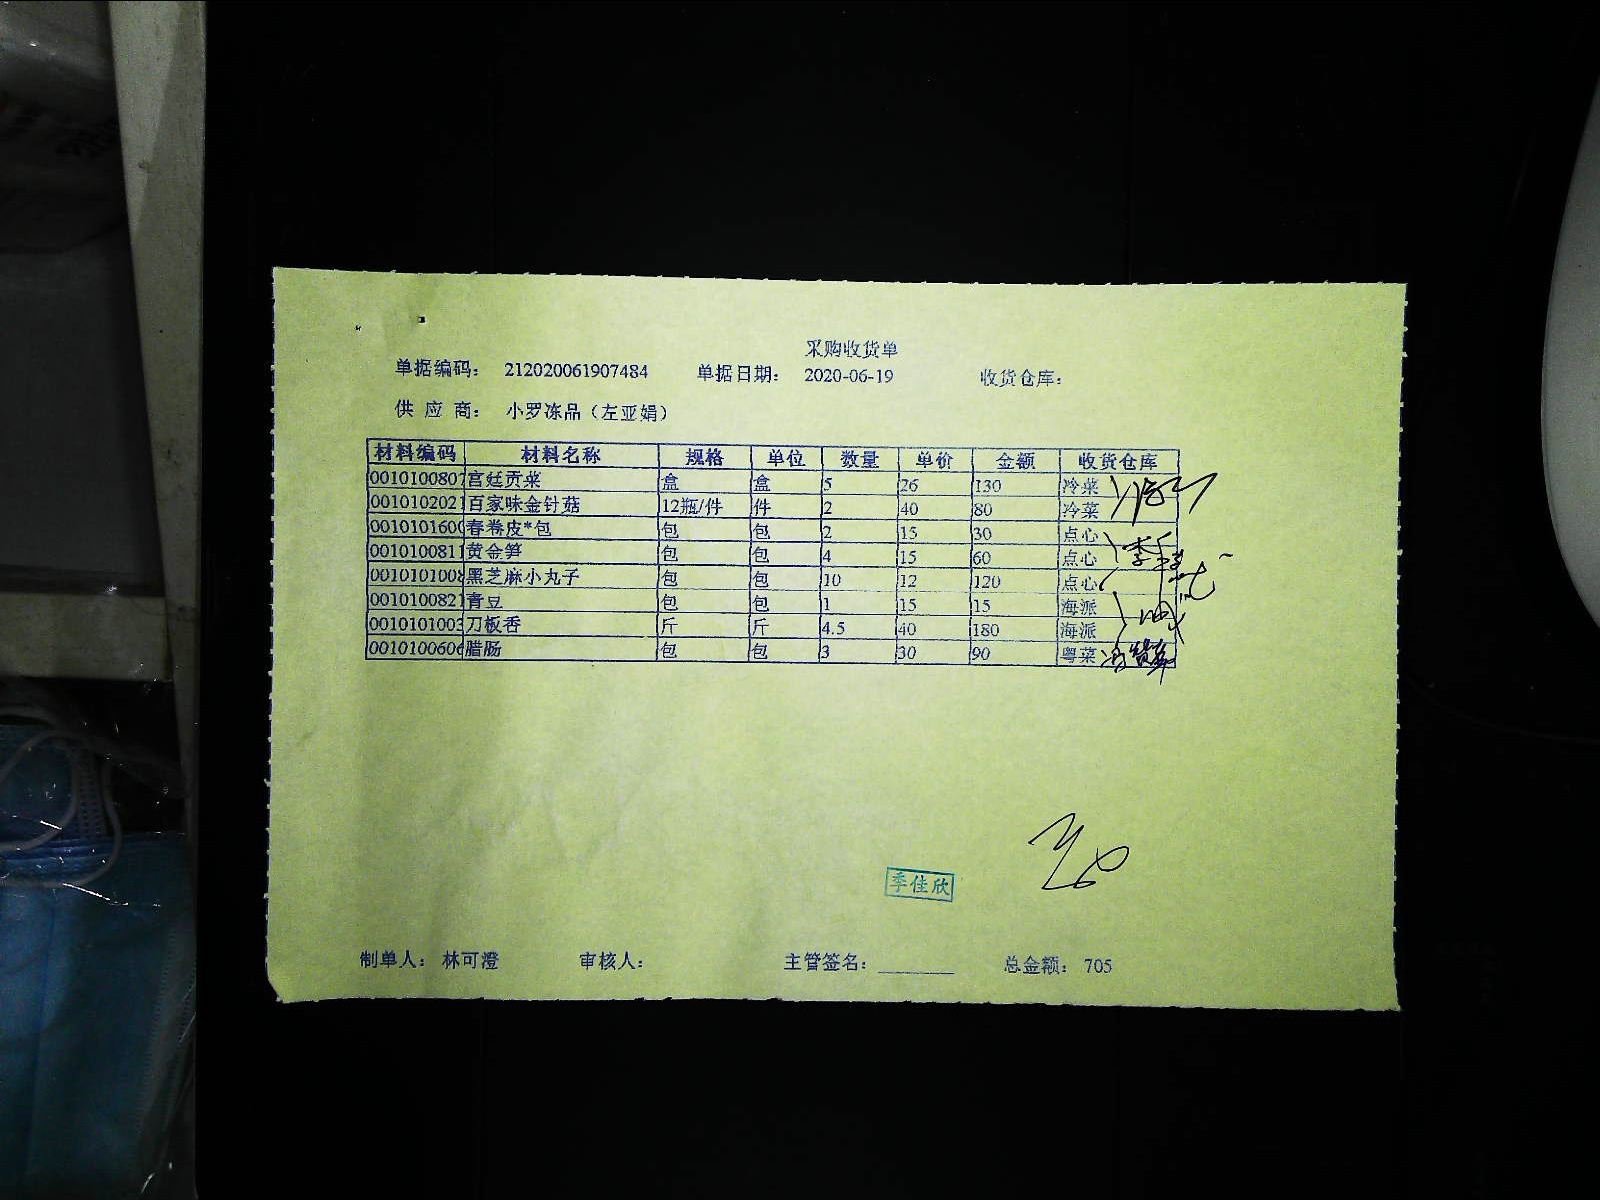 采购收货单
单据编码： 212020061907484 单据日期： 2020-06-19 收货仓库：
供 应 商： 小罗冻品（左亚娟）
材料编码 材料名称 规格 单位 数量 单价 金额 收货仓库
0010100807 宫廷贡菜 盒 盒 5 26 130 冷菜
0010102021 百家味金针菇 12瓶/件 件 2 40 80 冷菜
001010160 春卷皮*包 包 包 2 15 30 点心
0010100811 黄金笋 包 包 4 15 60 点心
001010100 黑芝麻小丸子 包 包 10 12 120 点心
0010100821 青豆 包 包 1 15 15 海派
0010101003 刀板香 斤 斤 4.5 40 180 海派
001010060 腊肠 包 包 3 30 90 粤菜
季佳欣
制单人： 林可澄 审核人： 主管签名：________ 总金额： 705